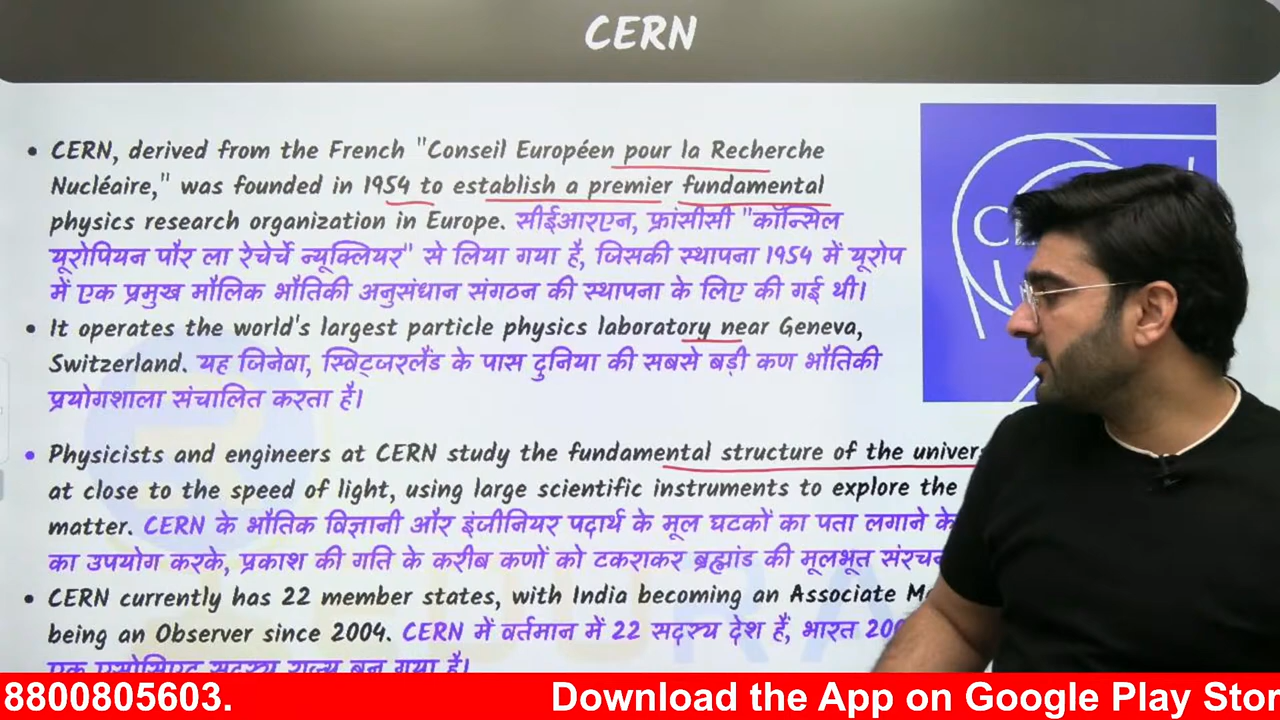 CERN
• CERN, derived from the French "Conseil Européen pour la Recherche
Nucléaire," was founded in 1954 to establish a premier fundamental
physics research organization in Europe. सीईआरएन, फ्रांसीसी "कॉन्सिल
यूरोपियन पौर ला रेचेर्चे न्यूक्लियर" से लिया गया है, जिसकी स्थापना 1954 में यूरोप
में एक प्रमुख मौलिक भौतिकी अनुसंधान संगठन की स्थापना के लिए की गई थी।
• It operates the world's largest particle physics laboratory near Geneva,
Switzerland. यह जिनेवा, स्विट्जरलैंड के पास दुनिया की सबसे बड़ी कण भौतिकी
प्रयोगशाला संचालित करता है।
• Physicists and engineers at CERN study the fundamental structure of the
at close to the speed of light, using large scientific instruments to explore the
matter. CERN के भौतिक विज्ञानी और इंजीनियर पदार्थ के मूल घटकों का पता लगाने के
का उपयोग करके, प्रकाश की गति के करीब कणों को टकराकर ब्रह्मांड की मूलभूत
• CERN currently has 22 member states, with India becoming an Associate
being an Observer since 2004. CERN में वर्तमान में 22 सदस्य देश हैं, भारत
एक एसोसिएट सदस्य राज्य बन गया है।
8800805603. Download the App on Google Play